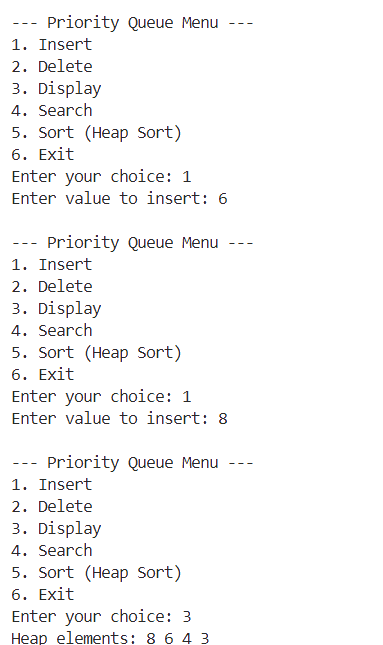 --- Priority Queue Menu ---
1. Insert
2. Delete
3. Display
4. Search
5. Sort (Heap Sort)
6. Exit
Enter your choice: 1
Enter value to insert: 6

--- Priority Queue Menu ---
1. Insert
2. Delete
3. Display
4. Search
5. Sort (Heap Sort)
6. Exit
Enter your choice: 1
Enter value to insert: 8

--- Priority Queue Menu ---
1. Insert
2. Delete
3. Display
4. Search
5. Sort (Heap Sort)
6. Exit
Enter your choice: 3
Heap elements: 8 6 4 3